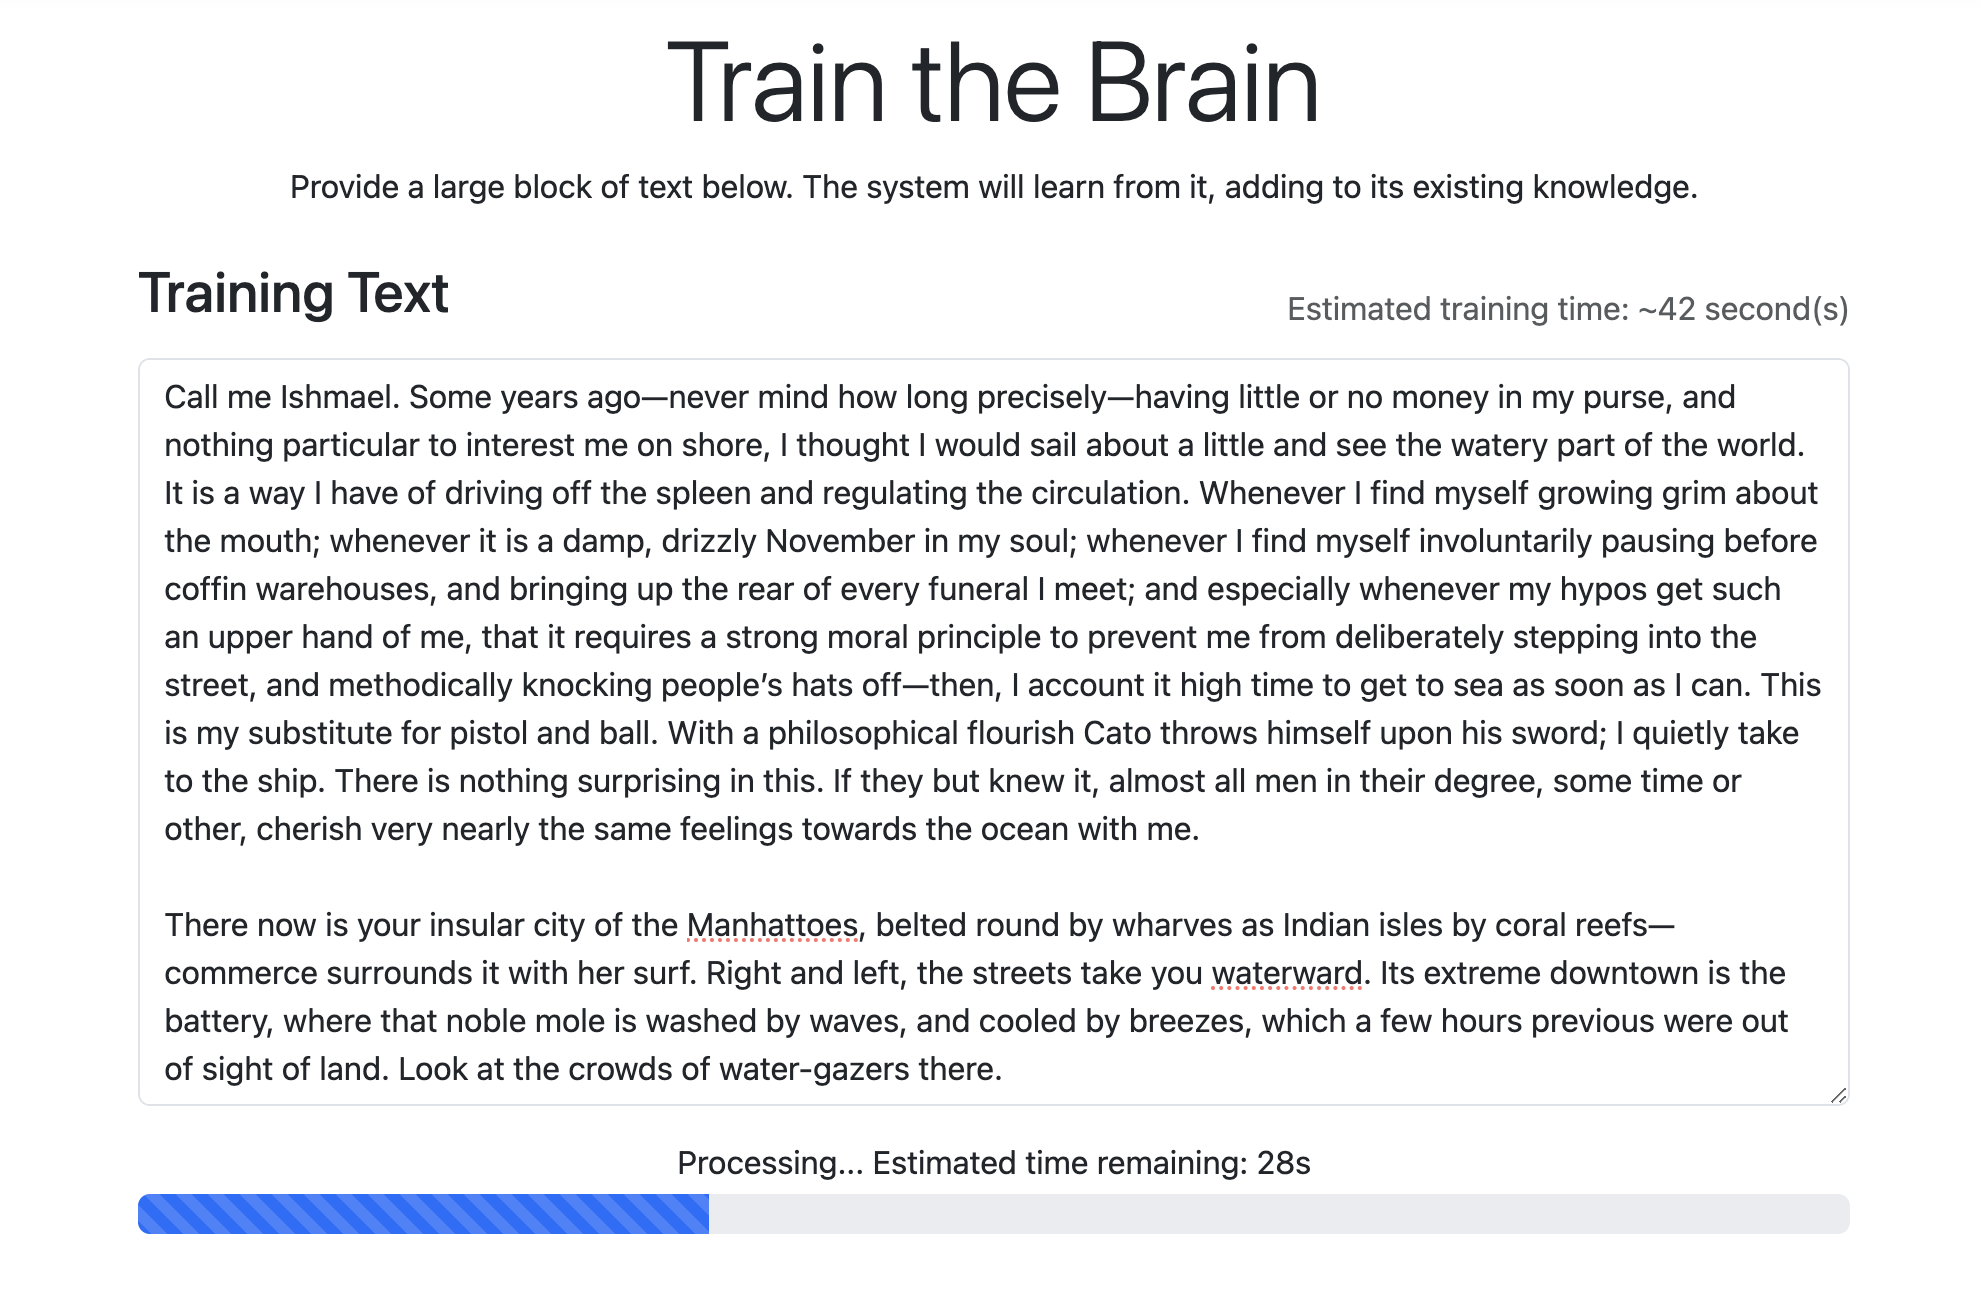 Train the Brain
Provide a large block of text below. The system will learn from it, adding to its existing knowledge.
Training Text
Estimated training time: ~42 second(s)
Call me Ishmael. Some years ago—never mind how long precisely—having little or no money in my purse, and
nothing particular to interest me on shore, I thought I would sail about a little and see the watery part of the world.
It is a way I have of driving off the spleen and regulating the circulation. Whenever I find myself growing grim about
the mouth; whenever it is a damp, drizzly November in my soul; whenever I find myself involuntarily pausing before
coffin warehouses, and bringing up the rear of every funeral I meet; and especially whenever my hypos get such
an upper hand of me, that it requires a strong moral principle to prevent me from deliberately stepping into the
street, and methodically knocking people’s hats off—then, I account it high time to get to sea as soon as I can. This
is my substitute for pistol and ball. With a philosophical flourish Cato throws himself upon his sword; I quietly take
to the ship. There is nothing surprising in this. If they but knew it, almost all men in their degree, some time or
other, cherish very nearly the same feelings towards the ocean with me.
There now is your insular city of the Manhattoes, belted round by wharves as Indian isles by coral reefs—
commerce surrounds it with her surf. Right and left, the streets take you waterward. Its extreme downtown is the
battery, where that noble mole is washed by waves, and cooled by breezes, which a few hours previous were out
of sight of land. Look at the crowds of water-gazers there.
Processing... Estimated time remaining: 28s